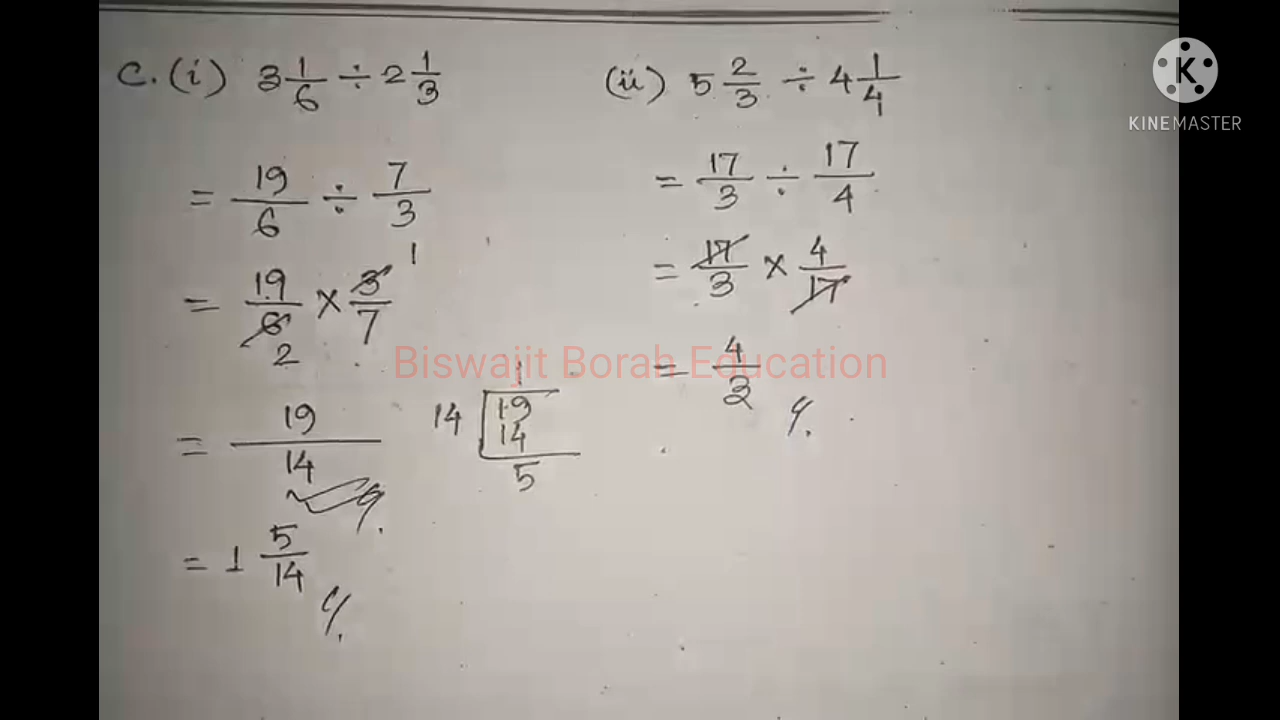 C. (i) 3 1/6 ÷ 2 1/3
= 19/6 ÷ 7/3
= 19/6 × 3/7
1
2
= 19/14
= 1 5/14
1
14 19
14
5
(ii) 5 2/3 ÷ 4 1/4
= 17/3 ÷ 17/4
= 17/3 × 4/17
= 4/3
Biswajit Borah Education
K
KINEMASTER